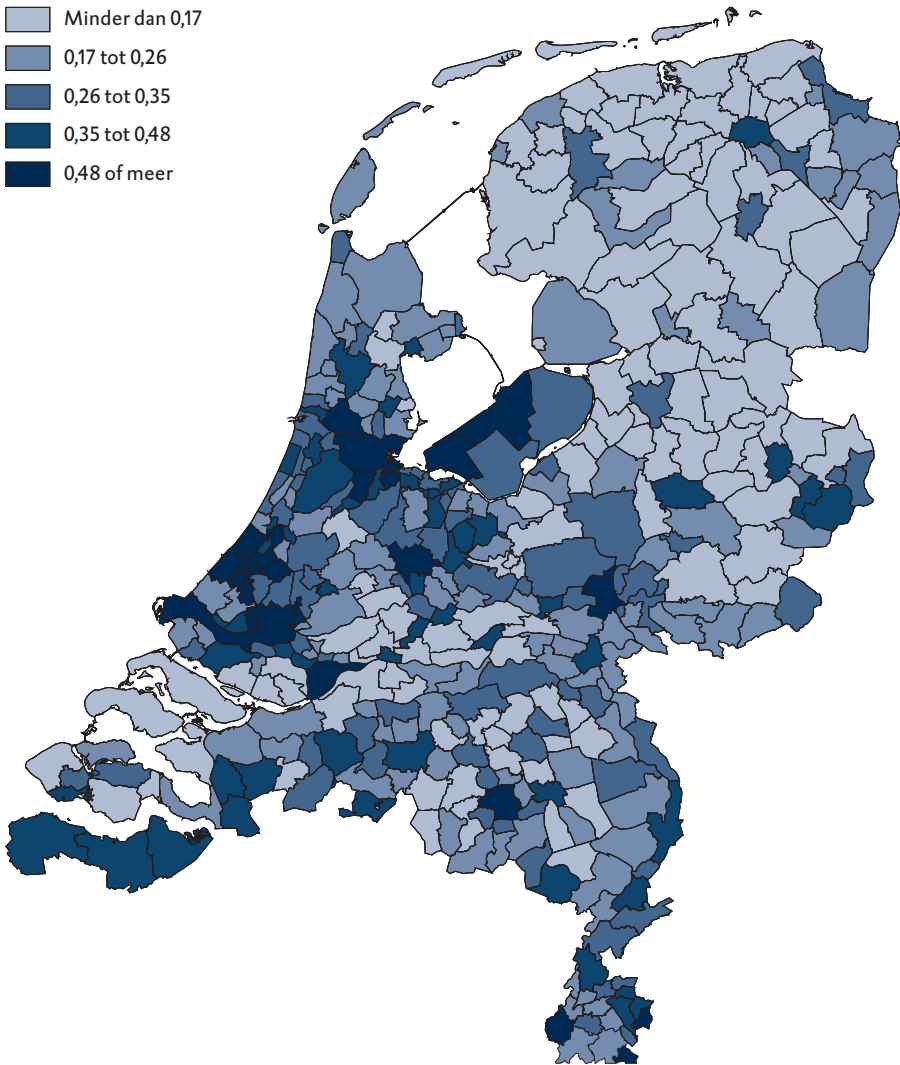 Minder dan 0,17
0,17 tot 0,26
0,26 tot 0,35
0,35 tot 0,48
0,48 of meer